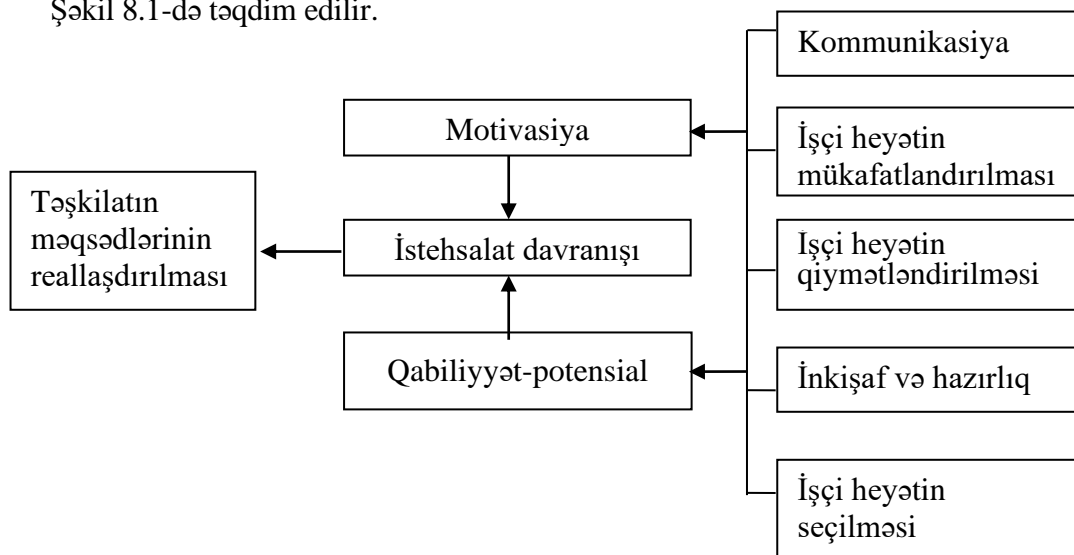 Şəkil 8.1-də təqdim edilir.
Kommunikasiya
Motivasiya
İşçi heyətin
mükafatlandırılması
Təşkilatın
məqsədlərinin
reallaşdırılması
İstehsalat davranışı
İşçi heyətin
qiymətləndirilməsi
Qabiliyyət-potensial
İnkişaf və hazırlıq
İşçi heyətin
seçilməsi